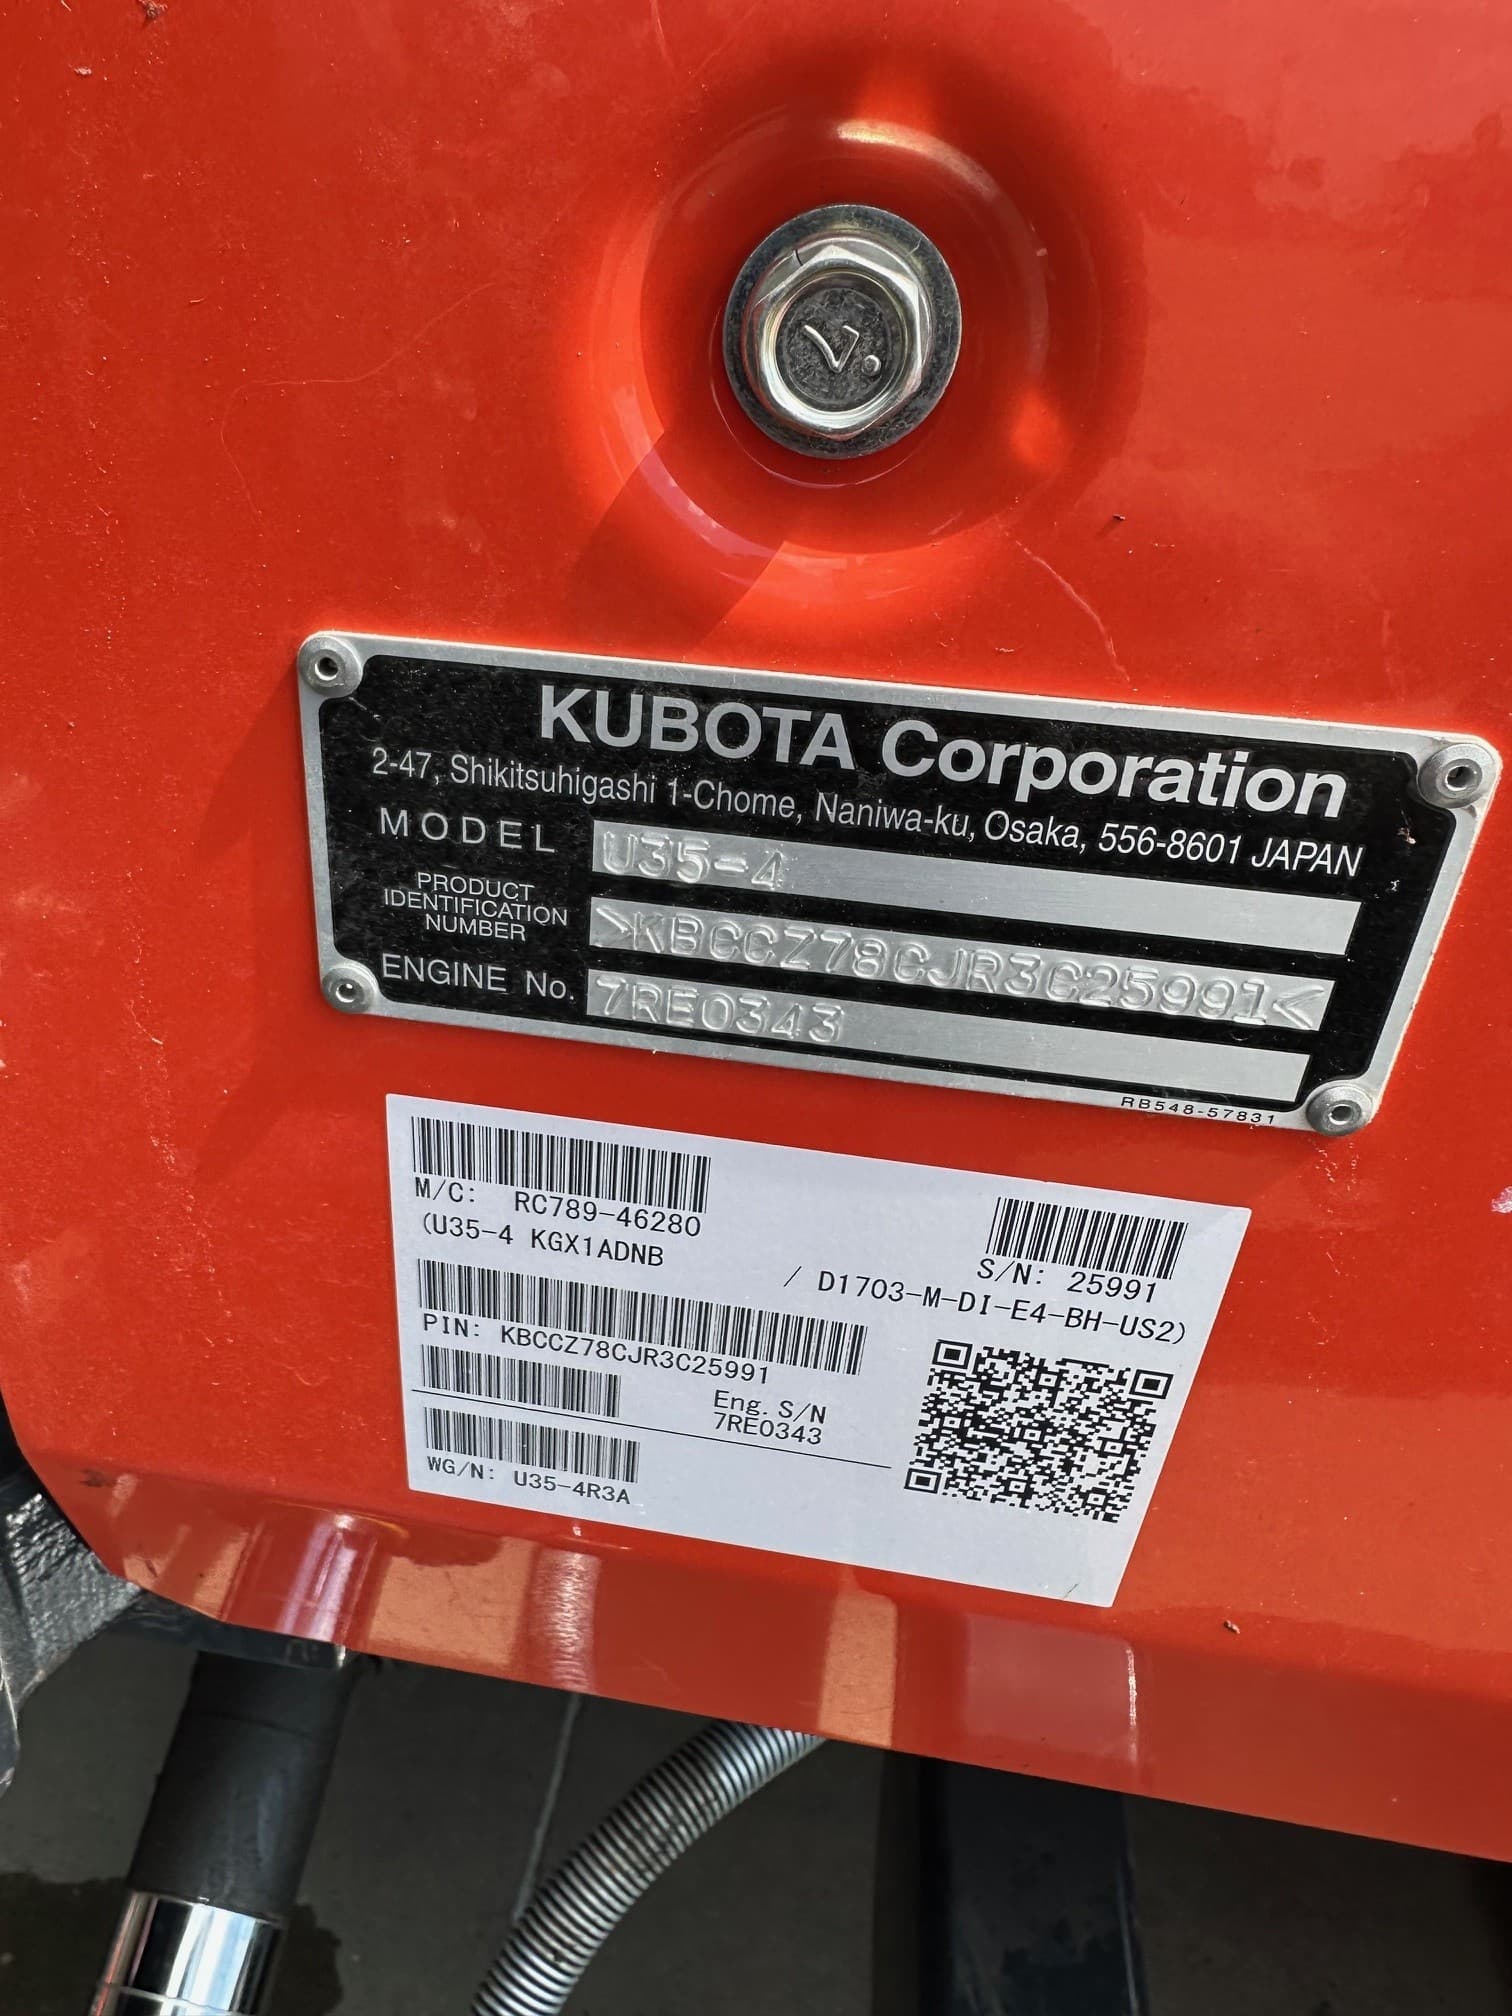 7.
KUBOTA Corporation
2-47, Shikitsuhigashi 1-Chome, Naniwa-ku, Osaka, 556-8601 JAPAN
MODEL U35-4
PRODUCT
IDENTIFICATION
NUMBER >KBCCZ78CJR3C25991<
ENGINE No. 7RE0343
RB548-57831
M/C: RC789-46280
S/N: 25991
(U35-4 KGX1ADNB / D1703-M-DI-E4-BH-US2)
PIN: KBCCZ78CJR3C25991
Eng. S/N
7RE0343
WG/N: U35-4R3A